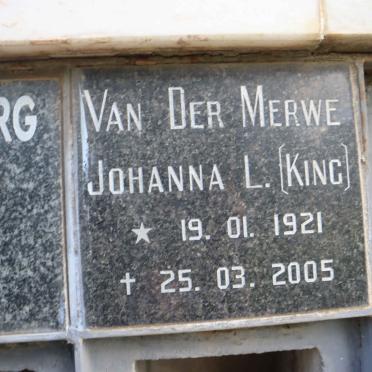 RG
VAN DER MERWE
JOHANNA L. (KING)
★ 19. 01. 1921
✝ 25. 03. 2005